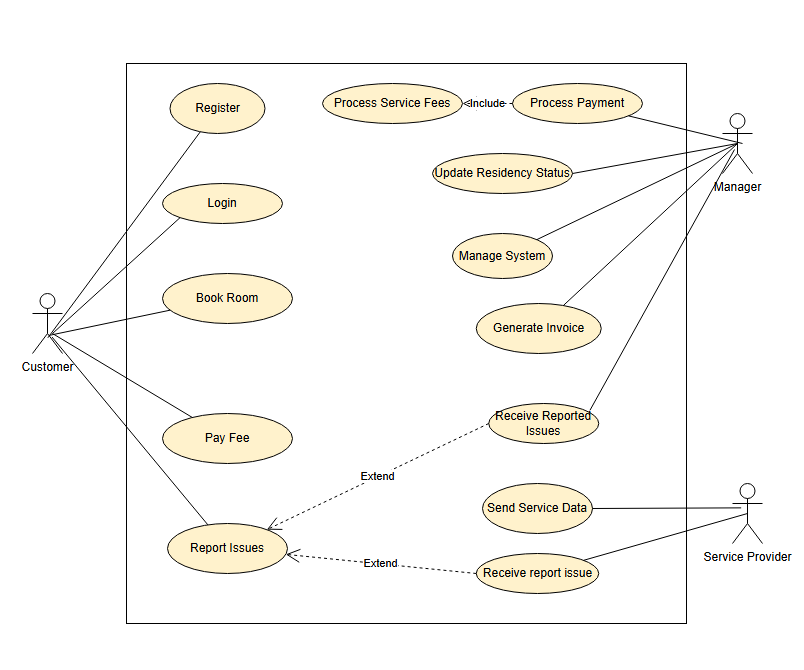 Register
Process Service Fees
<Include
Process Payment
Update Residency Status
Manager
Login
Manage System
Book Room
Generate Invoice
Customer
Receive Reported
Issues
Pay Fee
Extend
Send Service Data
Report Issues
Extend
Receive report issue
Service Provider